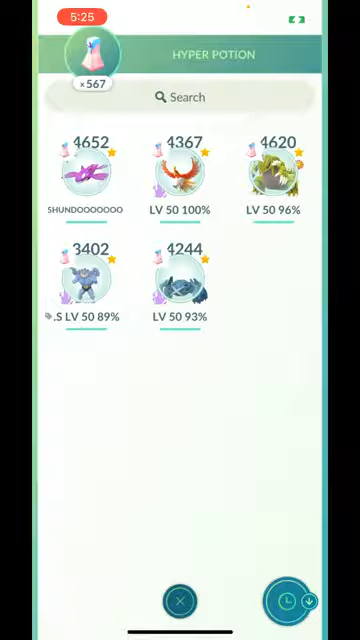 5:25
HYPER POTION
×567
Search
4652 4367 4620
SHUNDOOOOOOO LV 50 100% LV 50 96%
3402 4244
.S LV 50 89% LV 50 93%